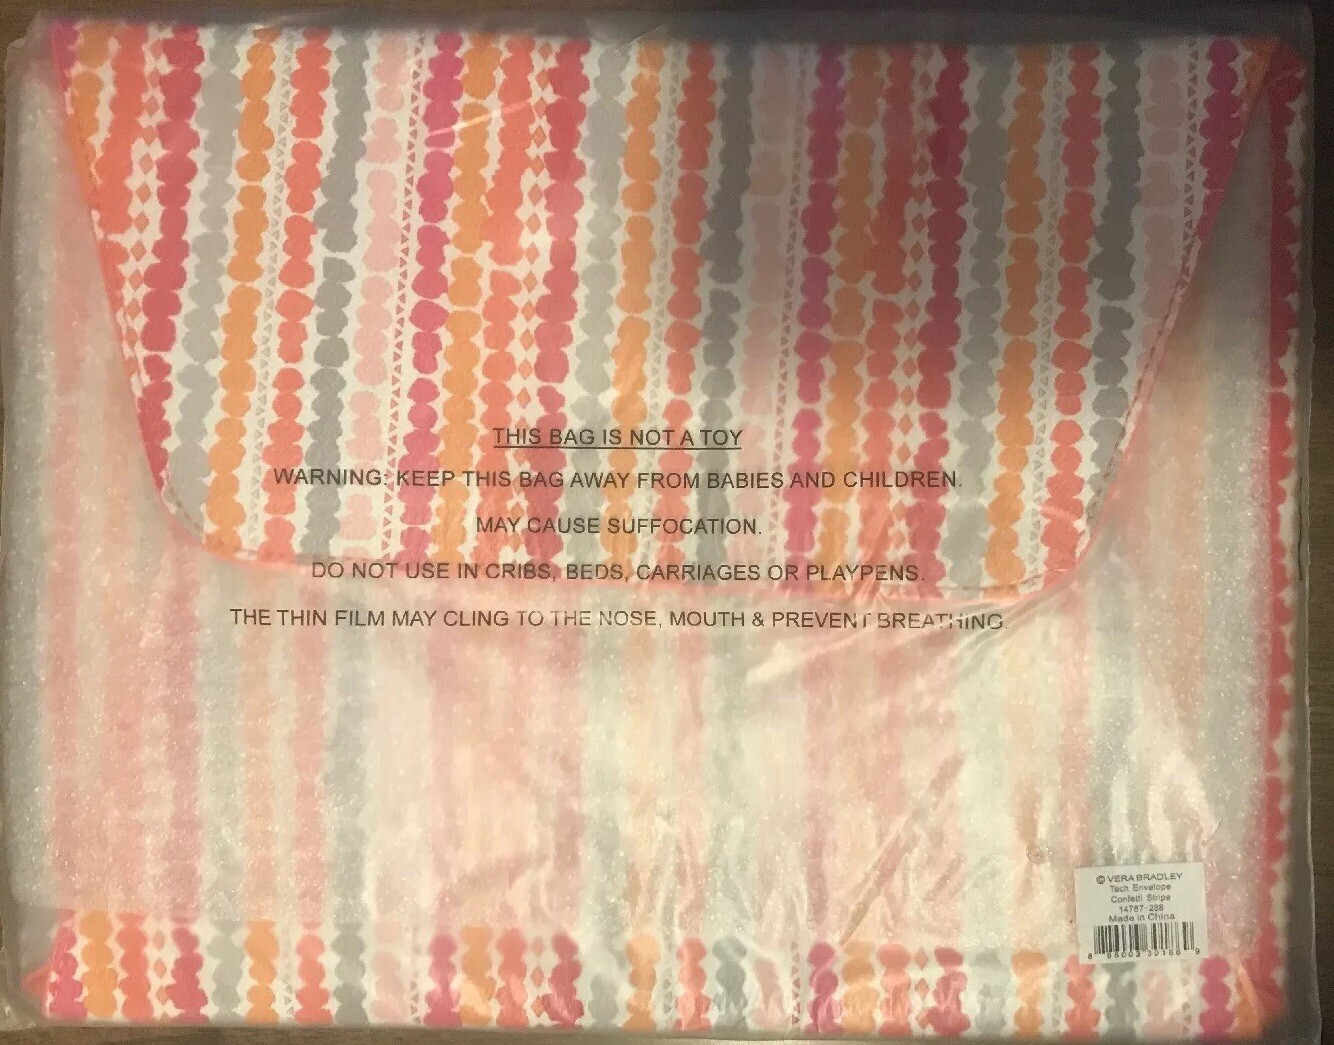 THIS BAG IS NOT A TOY
WARNING: KEEP THIS BAG AWAY FROM BABIES AND CHILDREN.
MAY CAUSE SUFFOCATION.
DO NOT USE IN CRIBS, BEDS, CARRIAGES OR PLAYPENS.
THE THIN FILM MAY CLING TO THE NOSE, MOUTH & PREVENT BREATHING.
© VERA BRADLEY
Tech Envelope
Confetti Stripe
14787-288
Made in China